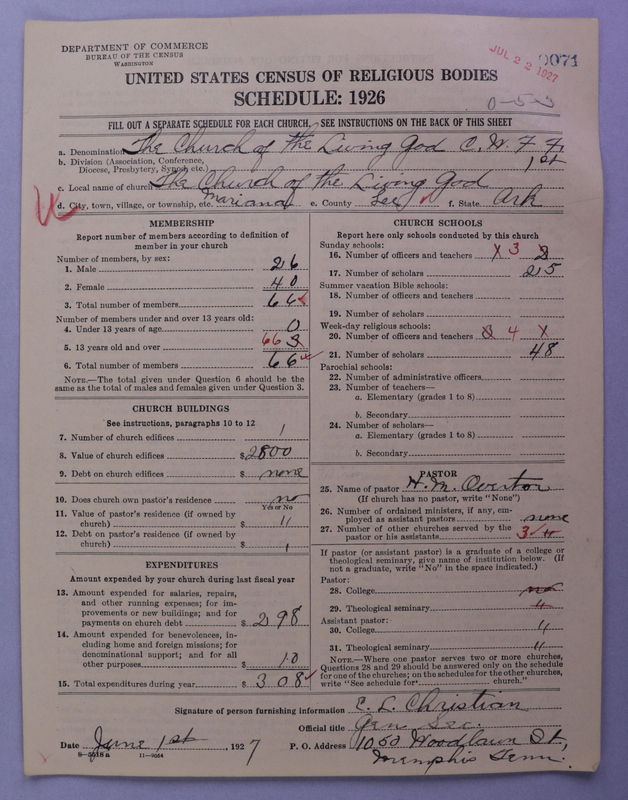 DEPARTMENT OF COMMERCE
BUREAU OF THE CENSUS
WASHINGTON
JUL 22 1927
0071
UNITED STATES CENSUS OF RELIGIOUS BODIES
SCHEDULE: 1926
0-5-3
FILL OUT A SEPARATE SCHEDULE FOR EACH CHURCH, SEE INSTRUCTIONS ON THE BACK OF THIS SHEET
a. Denomination The Church of the Living God C. W. F. F.
b. Division (Association, Conference, Diocese, Presbytery, Synod, etc.) 1st
c. Local name of church The Church of the Living God
d. City, town, village, or township, etc. Mariana e. County Lee f. State Ark
MEMBERSHIP
Report number of members according to definition of member in your church
Number of members, by sex:
1. Male 26
2. Female 40
3. Total number of members 66
Number of members under and over 13 years old:
4. Under 13 years of age 0
5. 13 years old and over 66
6. Total number of members 66
NOTE.—The total given under Question 6 should be the same as the total of males and females given under Question 3.
CHURCH BUILDINGS
See instructions, paragraphs 10 to 12
7. Number of church edifices 1
8. Value of church edifices $ 2800
9. Debt on church edifices $ none
10. Does church own pastor's residence no
Yes or No
11. Value of pastor's residence (if owned by church) $ "
12. Debt on pastor's residence (if owned by church) $
EXPENDITURES
Amount expended by your church during last fiscal year
13. Amount expended for salaries, repairs, and other running expenses; for improvements or new buildings; and for payments on church debt $ 298
14. Amount expended for benevolences, including home and foreign missions; for denominational support; and for all other purposes $ 10
15. Total expenditures during year $ 308
CHURCH SCHOOLS
Report here only schools conducted by this church
Sunday schools:
16. Number of officers and teachers 3
17. Number of scholars 25
Summer vacation Bible schools:
18. Number of officers and teachers
19. Number of scholars
Week-day religious schools:
20. Number of officers and teachers 4
21. Number of scholars 48
Parochial schools:
22. Number of administrative officers
23. Number of teachers—
a. Elementary (grades 1 to 8)
b. Secondary
24. Number of scholars—
a. Elementary (grades 1 to 8)
b. Secondary
PASTOR
25. Name of pastor H. M. Overton
(If church has no pastor, write "None")
26. Number of ordained ministers, if any, employed as assistant pastors none
27. Number of other churches served by the pastor or his assistants 3
If pastor (or assistant pastor) is a graduate of a college or theological seminary, give name of institution below. (If not a graduate, write "No" in the space indicated.)
Pastor:
28. College no
29. Theological seminary "
Assistant pastor:
30. College "
31. Theological seminary "
NOTE.—Where one pastor serves two or more churches, Questions 28 and 29 should be answered only on the schedule for one of the churches; on the schedules for the other churches, write "See schedule for church."
Signature of person furnishing information C. L. Christian
Official title Gen. Sec.
Date June 1st, 1927 P. O. Address 1050 Woodlawn St,
8—5518a 11—9064
Memphis Tenn.